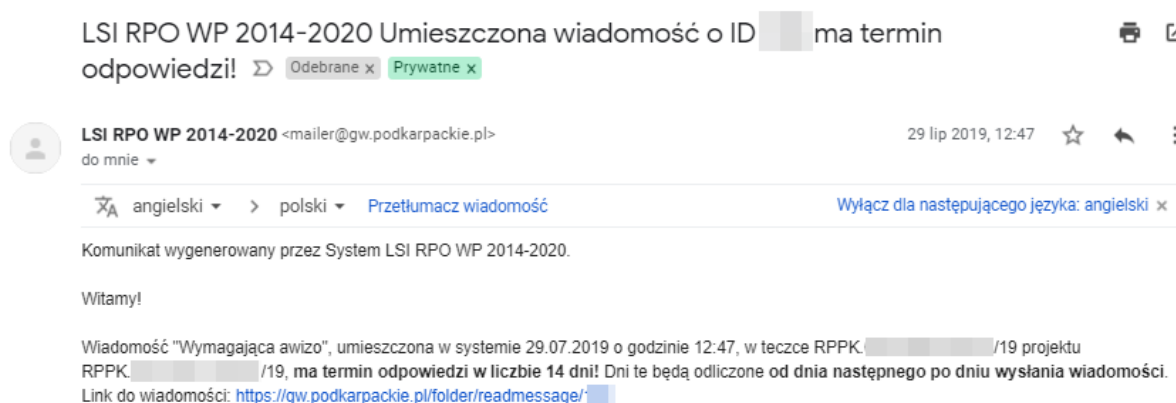 LSI RPO WP 2014-2020 Umieszczona wiadomość o ID ma termin
odpowiedzi! Odebrane x Prywatne x
LSI RPO WP 2014-2020 <mailer@gw.podkarpackie.pl> 29 lip 2019, 12:47
do mnie
angielski > polski Przetłumacz wiadomość Wyłącz dla następującego języka: angielski x
Komunikat wygenerowany przez System LSI RPO WP 2014-2020.
Witamy!
Wiadomość "Wymagająca awizo", umieszczona w systemie 29.07.2019 o godzinie 12:47, w teczce RPPK. /19 projektu
RPPK. /19, ma termin odpowiedzi w liczbie 14 dni! Dni te będą odliczone od dnia następnego po dniu wysłania wiadomości.
Link do wiadomości: https://gw.podkarpackie.pl/folder/readmessage/